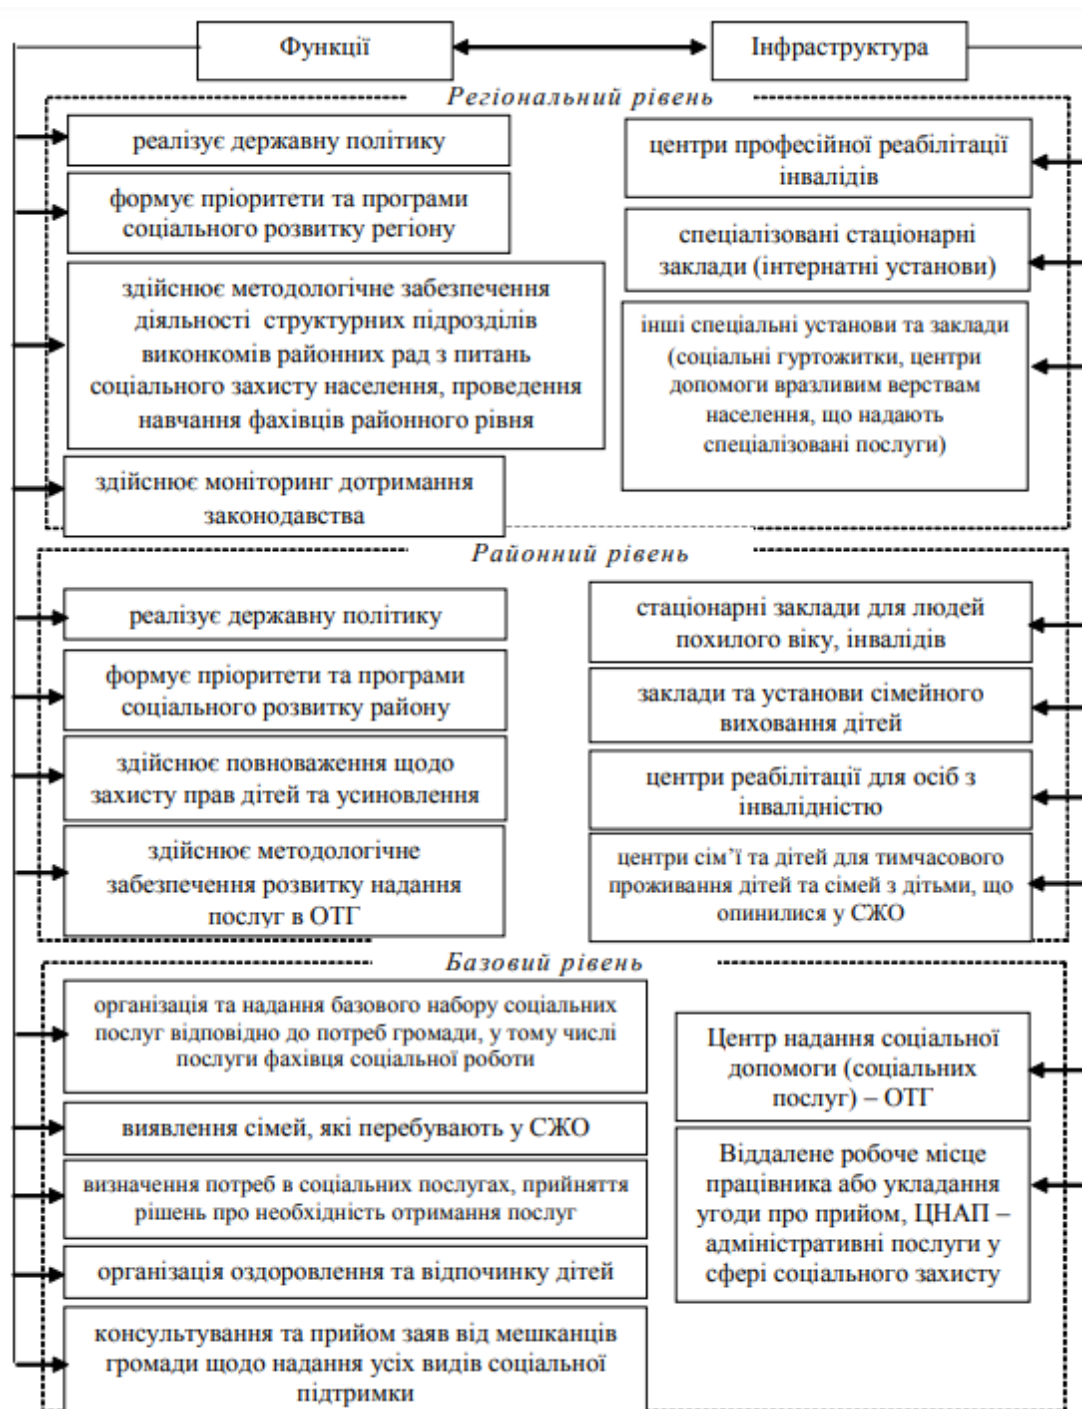 Функції
Інфраструктура
Регіональний рівень
реалізує державну політику
формує пріоритети та програми
соціального розвитку регіону
здійснює методологічне забезпечення
діяльності структурних підрозділів
виконкомів районних рад з питань
соціального захисту населення, проведення
навчання фахівців районного рівня
здійснює моніторинг дотримання
законодавства
центри професійної реабілітації
інвалідів
спеціалізовані стаціонарні
заклади (інтернатні установи)
інші спеціальні установи та заклади
(соціальні гуртожитки, центри
допомоги вразливим верствам
населення, що надають
спеціалізовані послуги)
Районний рівень
реалізує державну політику
формує пріоритети та програми
соціального розвитку району
здійснює повноваження щодо
захисту прав дітей та усиновлення
здійснює методологічне
забезпечення розвитку надання
послуг в ОТГ
стаціонарні заклади для людей
похилого віку, інвалідів
заклади та установи сімейного
виховання дітей
центри реабілітації для осіб з
інвалідністю
центри сім’ї та дітей для тимчасового
проживання дітей та сімей з дітьми, що
опинилися у СЖО
Базовий рівень
організація та надання базового набору соціальних
послуг відповідно до потреб громади, у тому числі
послуги фахівця соціальної роботи
виявлення сімей, які перебувають у СЖО
визначення потреб в соціальних послугах, прийняття
рішень про необхідність отримання послуг
організація оздоровлення та відпочинку дітей
консультування та прийом заяв від мешканців
громади щодо надання усіх видів соціальної
підтримки
Центр надання соціальної
допомоги (соціальних
послуг) – ОТГ
Віддалене робоче місце
працівника або укладання
угоди про прийом, ЦНАП –
адміністративні послуги у
сфері соціального захисту